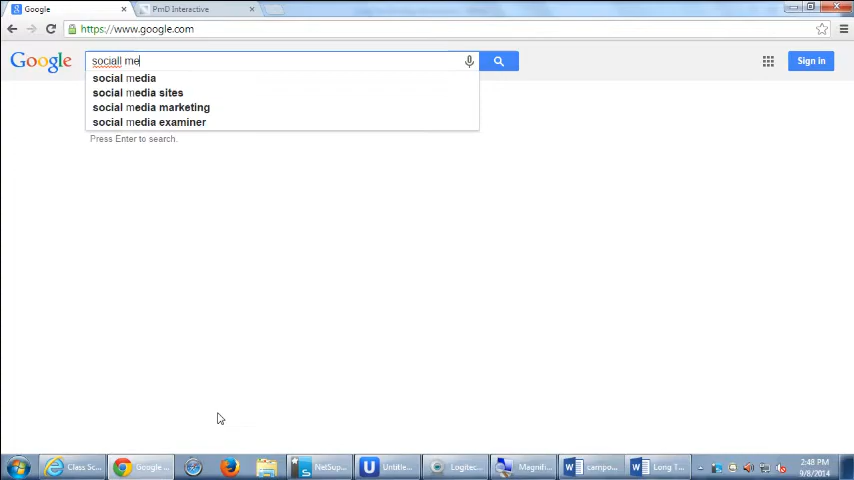 Google
PmD Interactive
https://www.google.com
Google
sociall me
Sign in
social media
social media sites
social media marketing
social media examiner
Press Enter to search.
Class Sc...
Google ...
NetSup...
Untitle...
Logitec...
Magnifi...
campo...
Long T...
2:48 PM
9/8/2014